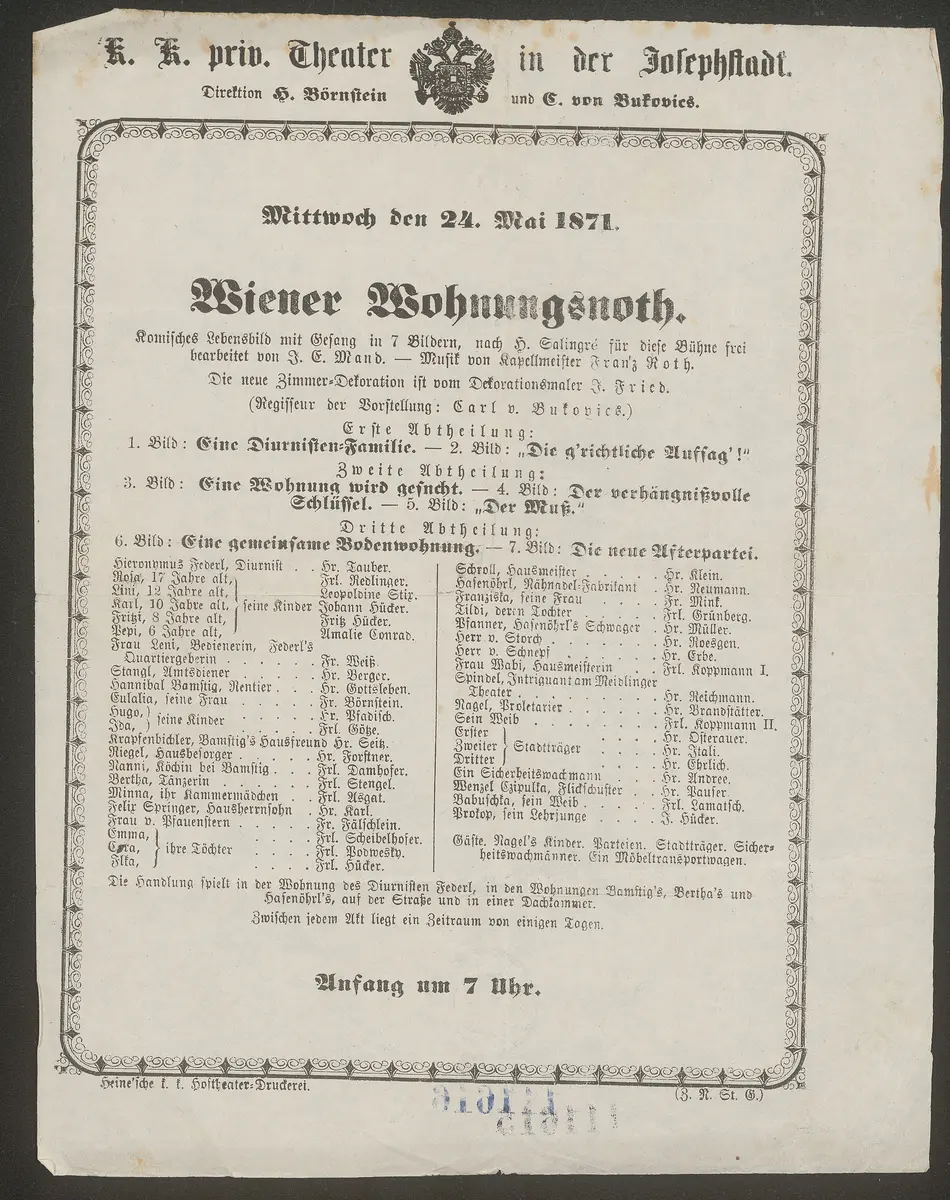 K. K. priv. Theater in der Josephstadt.
Direktion H. Börnstein und C. von Bukovics.
Mittwoch den 24. Mai 1871.
Wiener Wohnungsnoth.
Komisches Lebensbild mit Gesang in 7 Bildern, nach H. Salingré für diese Bühne frei
bearbeitet von J. E. Mand. — Musik von Kapellmeister Franz Roth.
Die neue Zimmer-Dekoration ist vom Dekorationsmaler J. Fried.
(Regisseur der Vorstellung: Carl v. Bukovics.)
Erste Abtheilung:
1. Bild: Eine Diurnisten-Familie. — 2. Bild: „Die g'richtliche Aufsag'!“
Zweite Abtheilung:
3. Bild: Eine Wohnung wird gesucht. — 4. Bild: Der verhängnißvolle
Schlüssel. — 5. Bild: „Der Muß.“
Dritte Abtheilung:
6. Bild: Eine gemeinsame Bodenwohnung. — 7. Bild: Die neue Afterpartei.
Hieronymus Federl, Diurnist . . Hr. Tauber.
Rosa, 17 Jahre alt, Frl. Redlinger.
Lini, 12 Jahre alt, Leopoldine Stix.
Karl, 10 Jahre alt, seine Kinder Johann Hücker.
Fritzi, 8 Jahre alt, Fritz Hücker.
Pepi, 6 Jahre alt, Amalie Conrad.
Frau Leni, Bedienerin, Federl's
Quartiergeberin . . . . . Fr. Weiß.
Stangl, Amtsdiener . . . . . Hr. Berger.
Hannibal Bamstig, Rentier . . . Hr. Gottsleben.
Eulalia, seine Frau . . . . . Fr. Börnstein.
Hugo, } seine Kinder . . . . . Hr. Pfadisch.
Ida, } . . . . . Frl. Götze.
Krapfenbichler, Bamstig's Hausfreund Hr. Seitz.
Riegel, Hausbesorger . . . . Hr. Forstner.
Nanni, Köchin bei Bamstig . . . Frl. Damhofer.
Bertha, Tänzerin . . . . . Frl. Stengel.
Minna, ihr Kammermädchen . . Frl. Asgat.
Felix Springer, Hausherrnsohn . . Hr. Karl.
Frau v. Pfauenstern . . . . . Fr. Fälschlein.
Emma, . . . . Frl. Scheibelhofer.
Cora, } ihre Töchter . . . . Frl. Podwesky.
Ilka, . . . . Frl. Hücker.
Schroll, Hausmeister . . . . . Hr. Klein.
Hasenöhrl, Nähnadel-Fabrikant . Hr. Neumann.
Franziska, seine Frau . . . . Fr. Mink.
Tildi, deren Tochter . . . . . Frl. Grünberg.
Pfanner, Hasenöhrl's Schwager . Hr. Müller.
Herr v. Storch . . . . . . Hr. Roesgen.
Herr v. Schnepf . . . . . . Hr. Erbe.
Frau Wabi, Hausmeisterin . . . Frl. Koppmann I.
Spindel, Intriguant am Meidlinger
Theater . . . . . . . Hr. Reichmann.
Nagel, Proletarier . . . . . Hr. Brandstätter.
Sein Weib . . . . . . . Frl. Koppmann II.
Erster . . . . Hr. Osterauer.
Zweiter } Stadtträger . . . . Hr. Itali.
Dritter . . . . Hr. Ehrlich.
Ein Sicherheitswachmann . . . Hr. Andree.
Wenzel Czipulka, Flickschuster . . Hr. Pauser.
Babuschka, sein Weib . . . . . Frl. Lamatsch.
Prokop, sein Lehrjunge . . . . J. Hücker.
Gäste. Nagel's Kinder. Parteien. Stadtträger. Sicher-
heitswachmänner. Ein Möbeltransportwagen.
Die Handlung spielt in der Wohnung des Diurnisten Federl, in den Wohnungen Bamstig's, Bertha's und
Hasenöhrl's, auf der Straße und in einer Dachkammer.
Zwischen jedem Akt liegt ein Zeitraum von einigen Tagen.
Anfang um 7 Uhr.
Heine'sche k. k. Hoftheater-Druckerei.
(Z. N. St. G.)
111616
111615